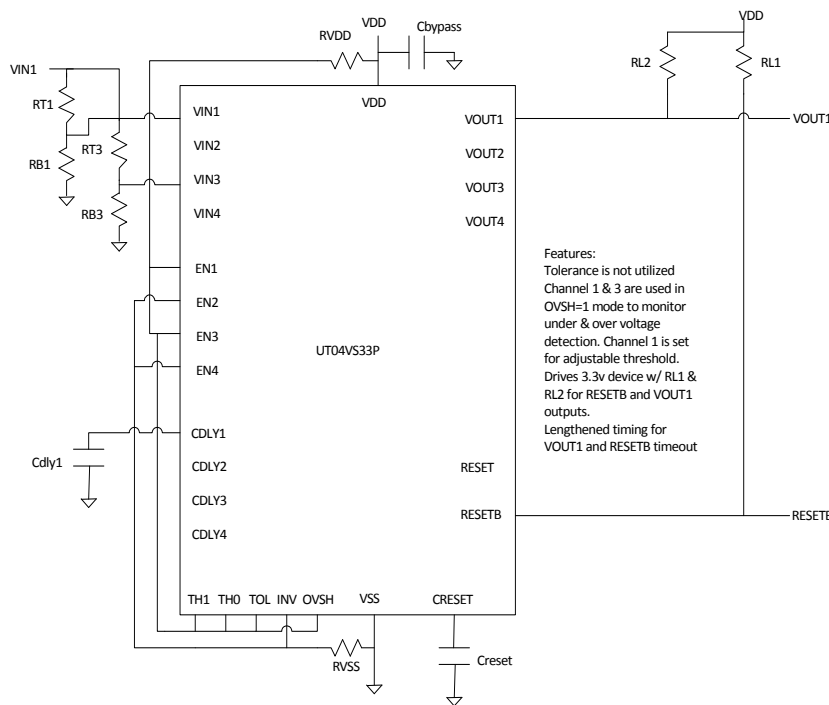 VDD
Cbypass
RVDD
VDD
RL2
RL1
VIN1
RT1
RB1
RT3
RB3
VDD
VIN1
VIN2
VIN3
VIN4
VOUT1
VOUT2
VOUT3
VOUT4
VOUT1
EN1
EN2
EN3
EN4
UT04VS33P
Features:
Tolerance is not utilized
Channel 1 & 3 are used in
OVSH=1 mode to monitor
under & over voltage
detection. Channel 1 is set
for adjustable threshold.
Drives 3.3v device w/ RL1 &
RL2 for RESETB and VOUT1
outputs.
Lengthened timing for
VOUT1 and RESETB timeout
CDLY1
CDLY2
CDLY3
CDLY4
Cdly1
RESET
RESETB
RESETB
TH1 TH0 TOL INV OVSH VSS CRESET
RVSS
Creset